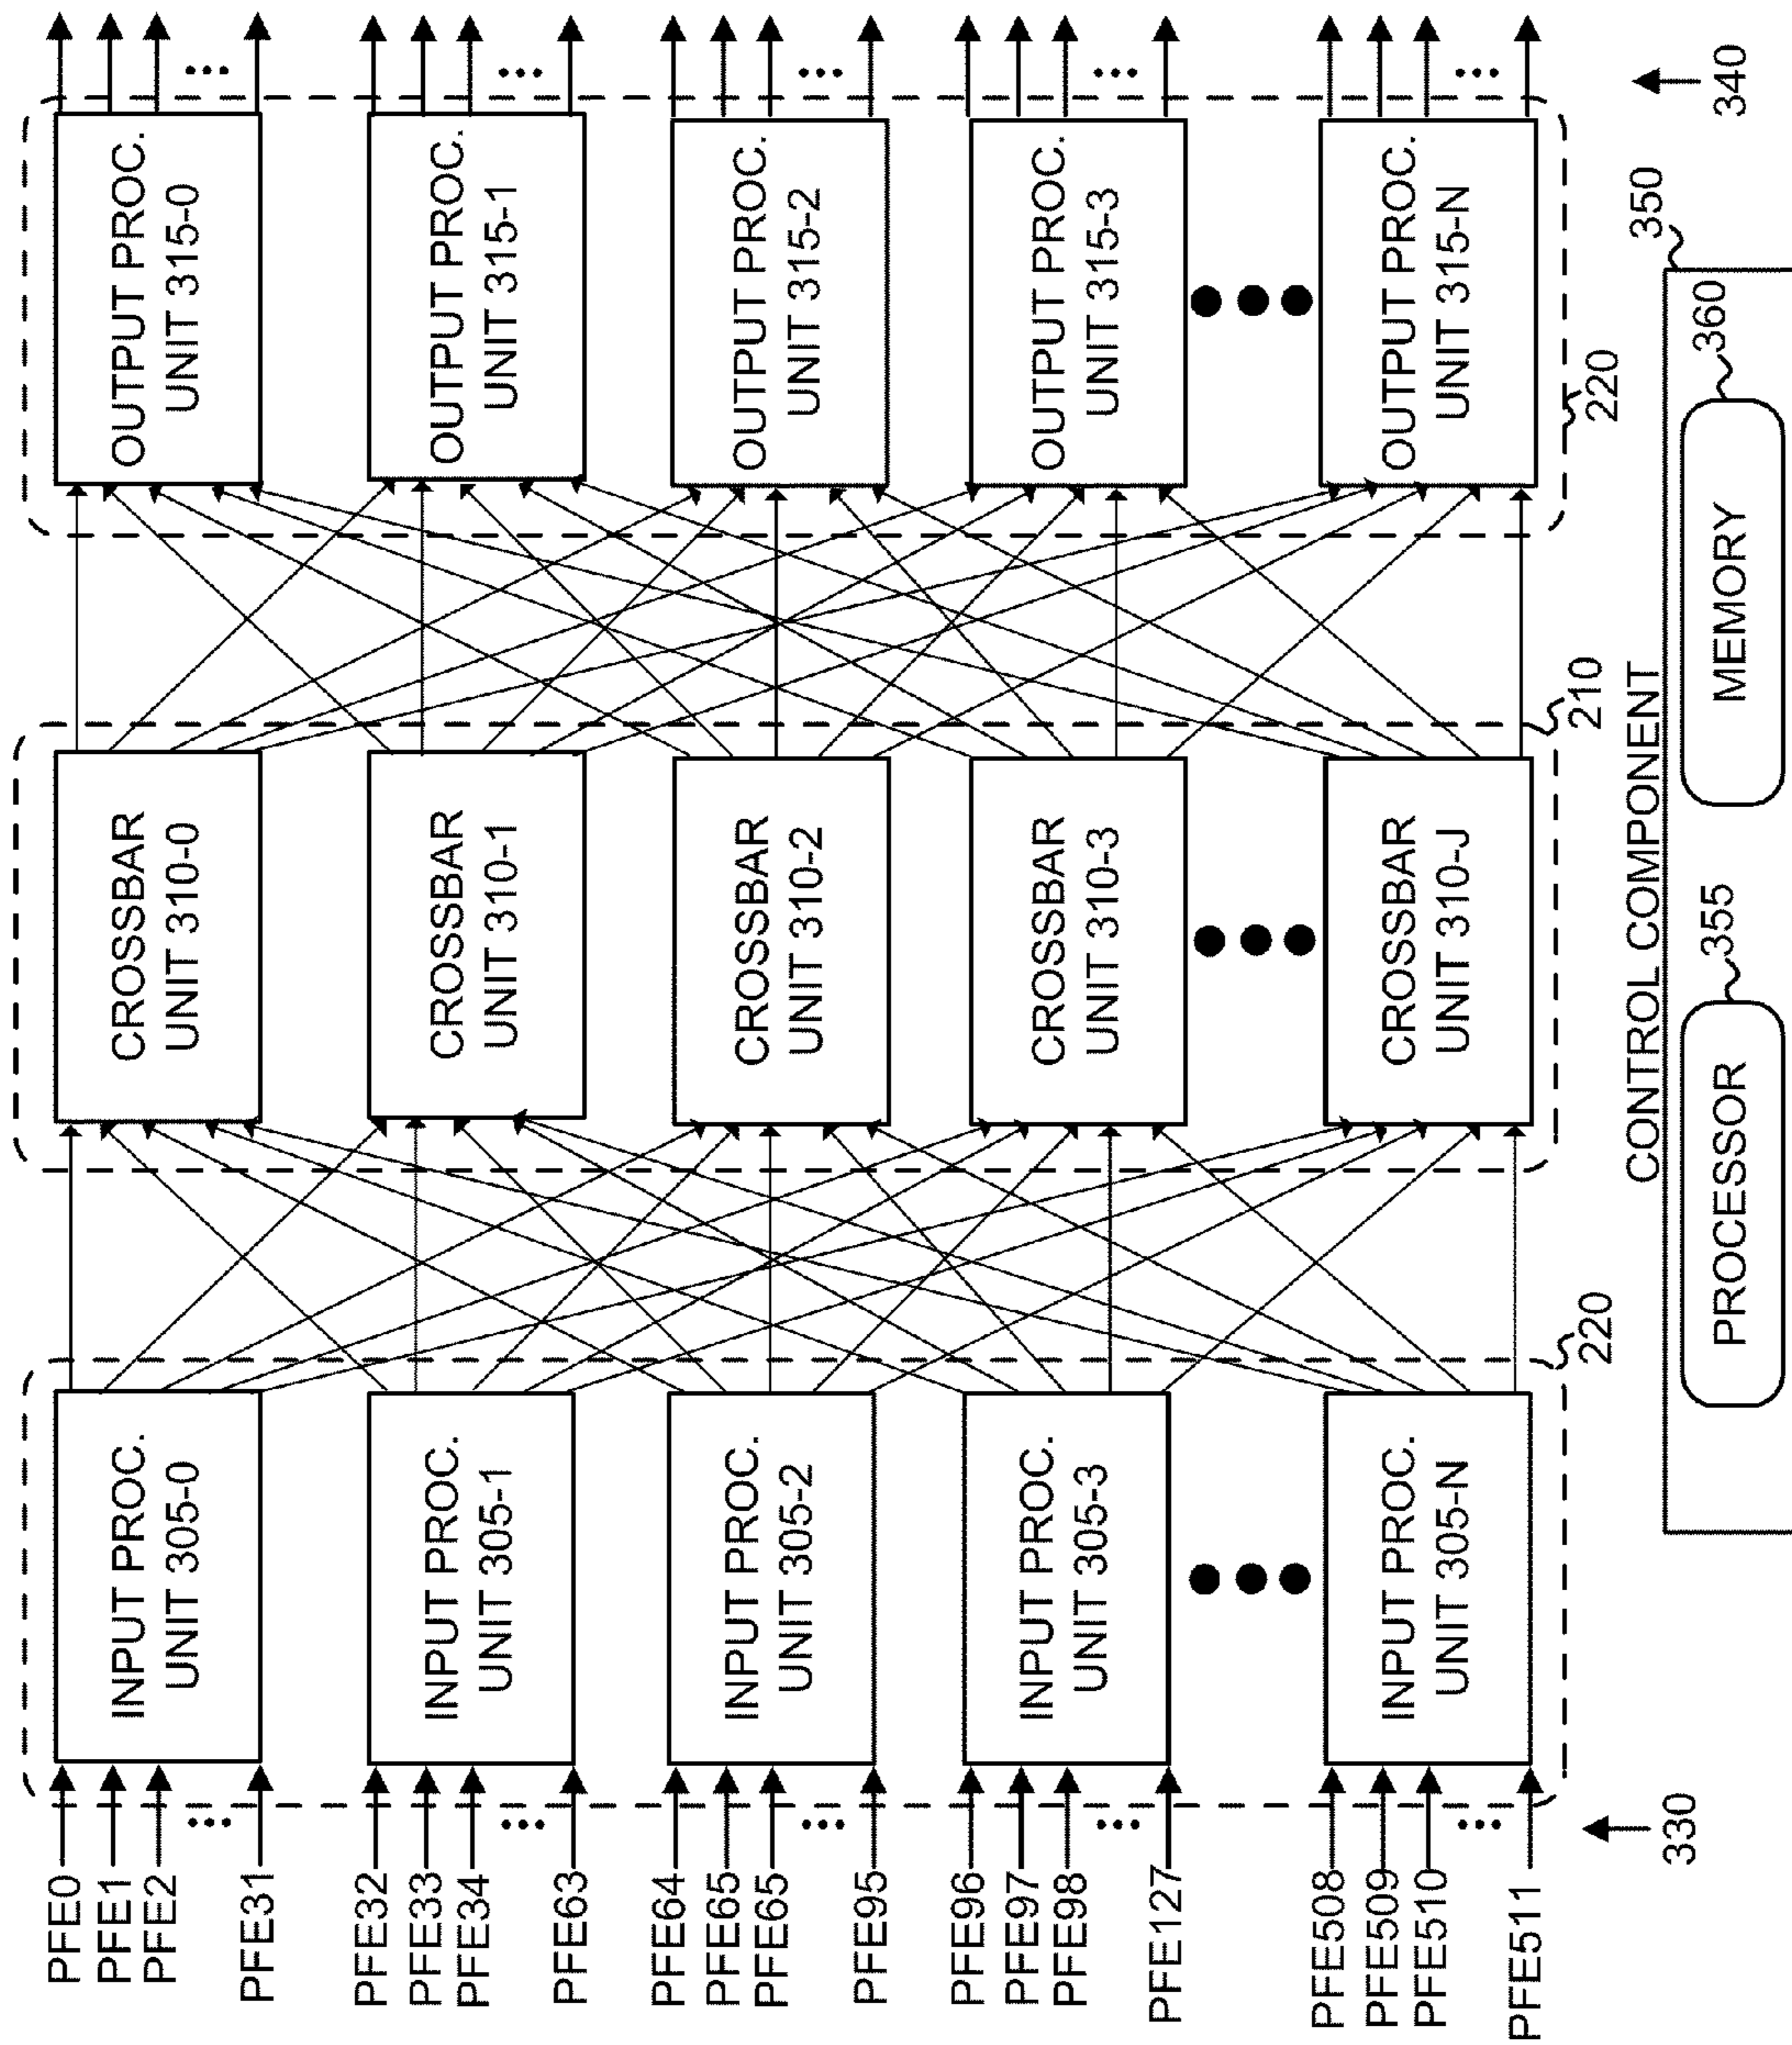 PFE0
PFE1
PFE2
...
PFE31
PFE32
PFE33
PFE34
...
PFE63
PFE64
PFE65
PFE65
...
PFE95
PFE96
PFE97
PFE98
...
PFE127
PFE508
PFE509
PFE510
...
PFE511
330
INPUT PROC.
UNIT 305-0
INPUT PROC.
UNIT 305-1
INPUT PROC.
UNIT 305-2
INPUT PROC.
UNIT 305-3
INPUT PROC.
UNIT 305-N
220
CROSSBAR
UNIT 310-0
CROSSBAR
UNIT 310-1
CROSSBAR
UNIT 310-2
CROSSBAR
UNIT 310-3
CROSSBAR
UNIT 310-J
210
OUTPUT PROC.
UNIT 315-0
OUTPUT PROC.
UNIT 315-1
OUTPUT PROC.
UNIT 315-2
OUTPUT PROC.
UNIT 315-3
OUTPUT PROC.
UNIT 315-N
220
...
...
...
...
...
340
CONTROL COMPONENT
350
PROCESSOR
355
MEMORY
360